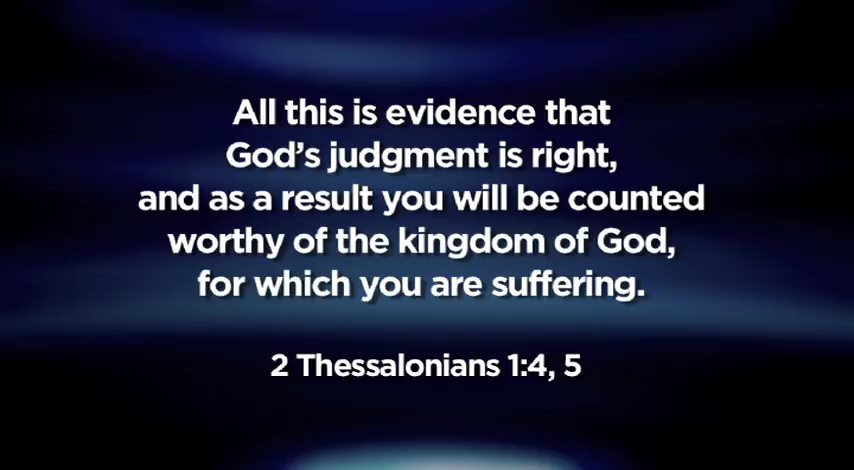 All this is evidence that
God’s judgment is right,
and as a result you will be counted
worthy of the kingdom of God,
for which you are suffering.
2 Thessalonians 1:4, 5